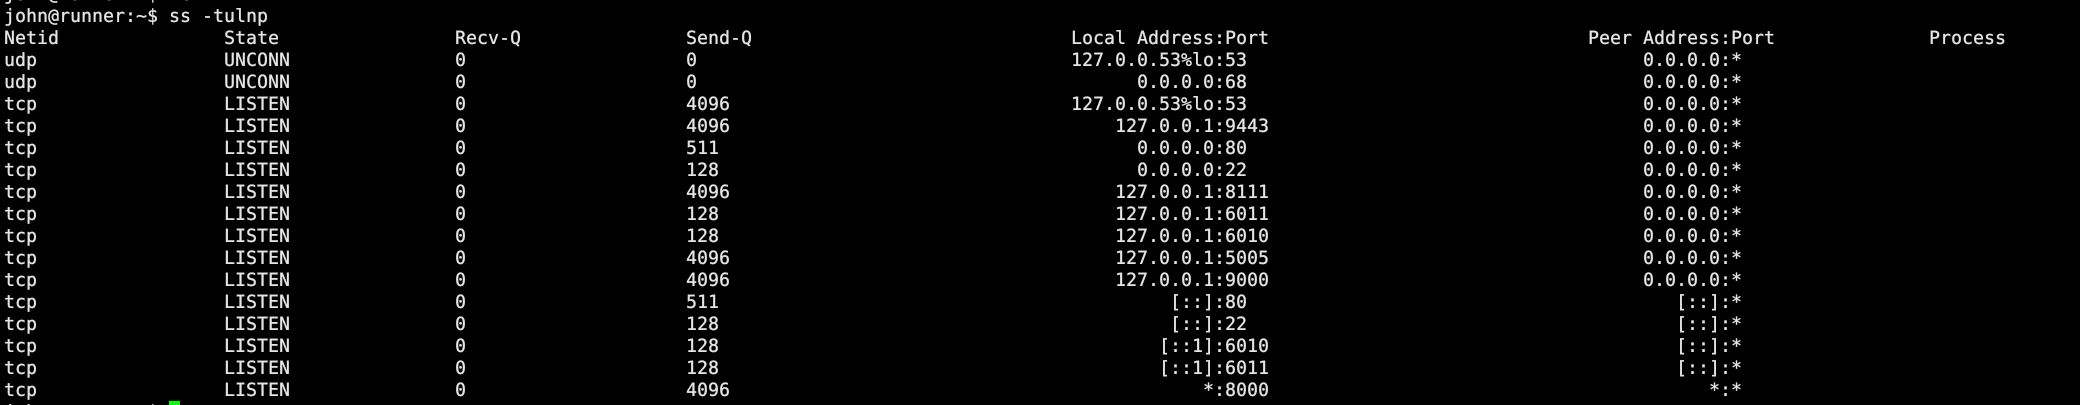 john@runner:~$ ss -tulnp
Netid State Recv-Q Send-Q Local Address:Port Peer Address:Port Process
udp UNCONN 0 0 127.0.0.53%lo:53 0.0.0.0:*
udp UNCONN 0 0 0.0.0.0:68 0.0.0.0:*
tcp LISTEN 0 4096 127.0.0.53%lo:53 0.0.0.0:*
tcp LISTEN 0 4096 127.0.0.1:9443 0.0.0.0:*
tcp LISTEN 0 511 0.0.0.0:80 0.0.0.0:*
tcp LISTEN 0 128 0.0.0.0:22 0.0.0.0:*
tcp LISTEN 0 4096 127.0.0.1:8111 0.0.0.0:*
tcp LISTEN 0 128 127.0.0.1:6011 0.0.0.0:*
tcp LISTEN 0 128 127.0.0.1:6010 0.0.0.0:*
tcp LISTEN 0 4096 127.0.0.1:5005 0.0.0.0:*
tcp LISTEN 0 4096 127.0.0.1:9000 0.0.0.0:*
tcp LISTEN 0 511 [::]:80 [::]:*
tcp LISTEN 0 128 [::]:22 [::]:*
tcp LISTEN 0 128 [::1]:6010 [::]:*
tcp LISTEN 0 128 [::1]:6011 [::]:*
tcp LISTEN 0 4096 *:8000 *:*